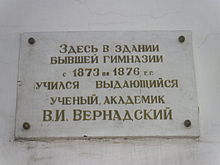 Здесь в здании
бывшей гимназии
с 1873 по 1876 г.г.
учился выдающийся
ученый, академик
В.И. Вернадский